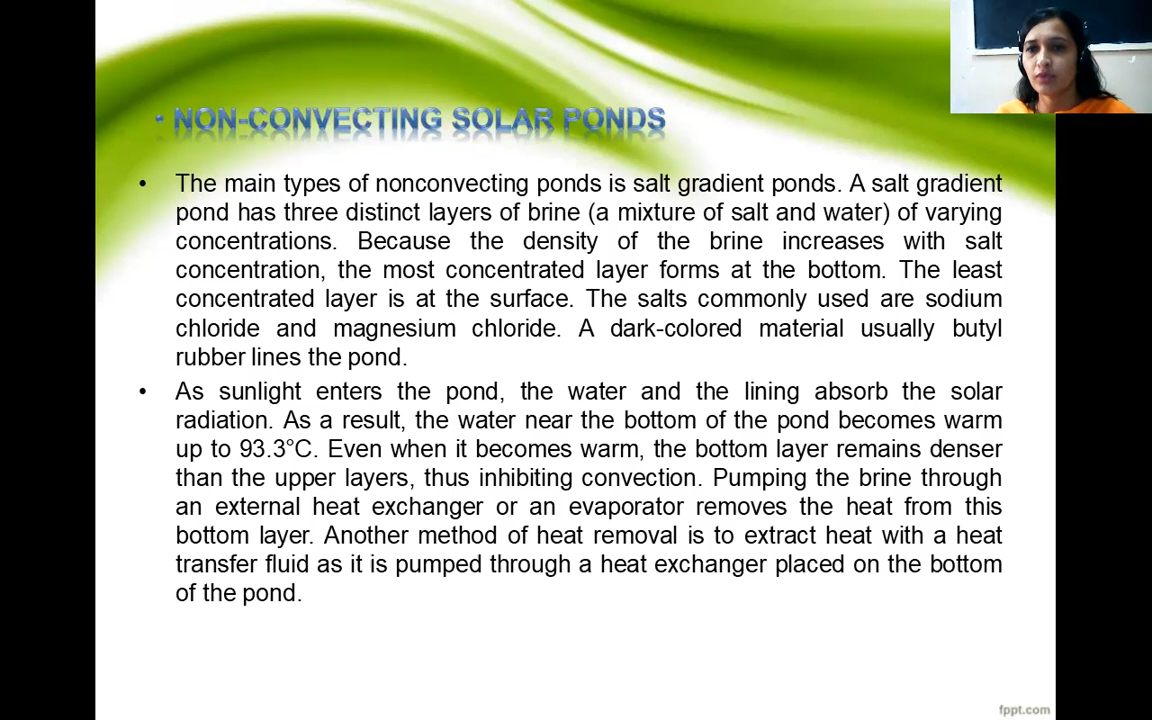 • NON-CONVECTING SOLAR PONDS
• The main types of nonconvecting ponds is salt gradient ponds. A salt gradient
pond has three distinct layers of brine (a mixture of salt and water) of varying
concentrations. Because the density of the brine increases with salt
concentration, the most concentrated layer forms at the bottom. The least
concentrated layer is at the surface. The salts commonly used are sodium
chloride and magnesium chloride. A dark-colored material usually butyl
rubber lines the pond.
• As sunlight enters the pond, the water and the lining absorb the solar
radiation. As a result, the water near the bottom of the pond becomes warm
up to 93.3°C. Even when it becomes warm, the bottom layer remains denser
than the upper layers, thus inhibiting convection. Pumping the brine through
an external heat exchanger or an evaporator removes the heat from this
bottom layer. Another method of heat removal is to extract heat with a heat
transfer fluid as it is pumped through a heat exchanger placed on the bottom
of the pond.
fppt.com